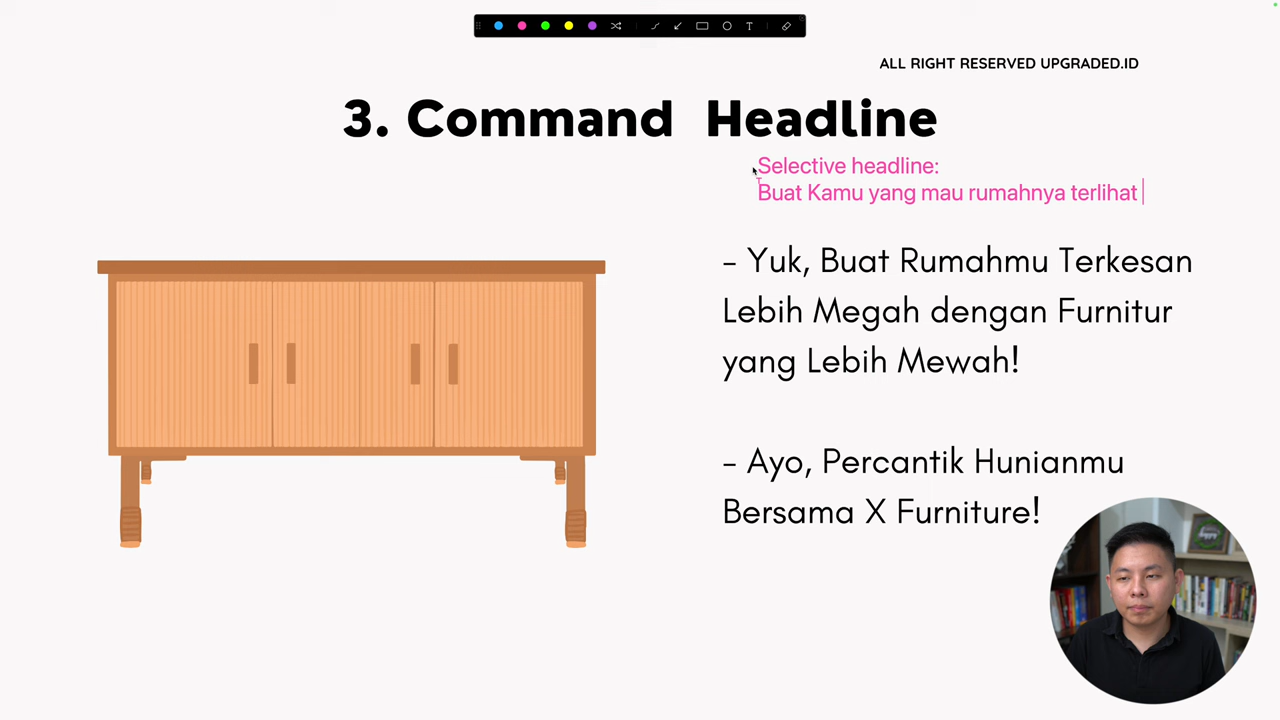 ALL RIGHT RESERVED UPGRADED.ID
3. Command Headline
Selective headline:
Buat Kamu yang mau rumahnya terlihat
- Yuk, Buat Rumahmu Terkesan
Lebih Megah dengan Furnitur
yang Lebih Mewah!
- Ayo, Percantik Hunianmu
Bersama X Furniture!